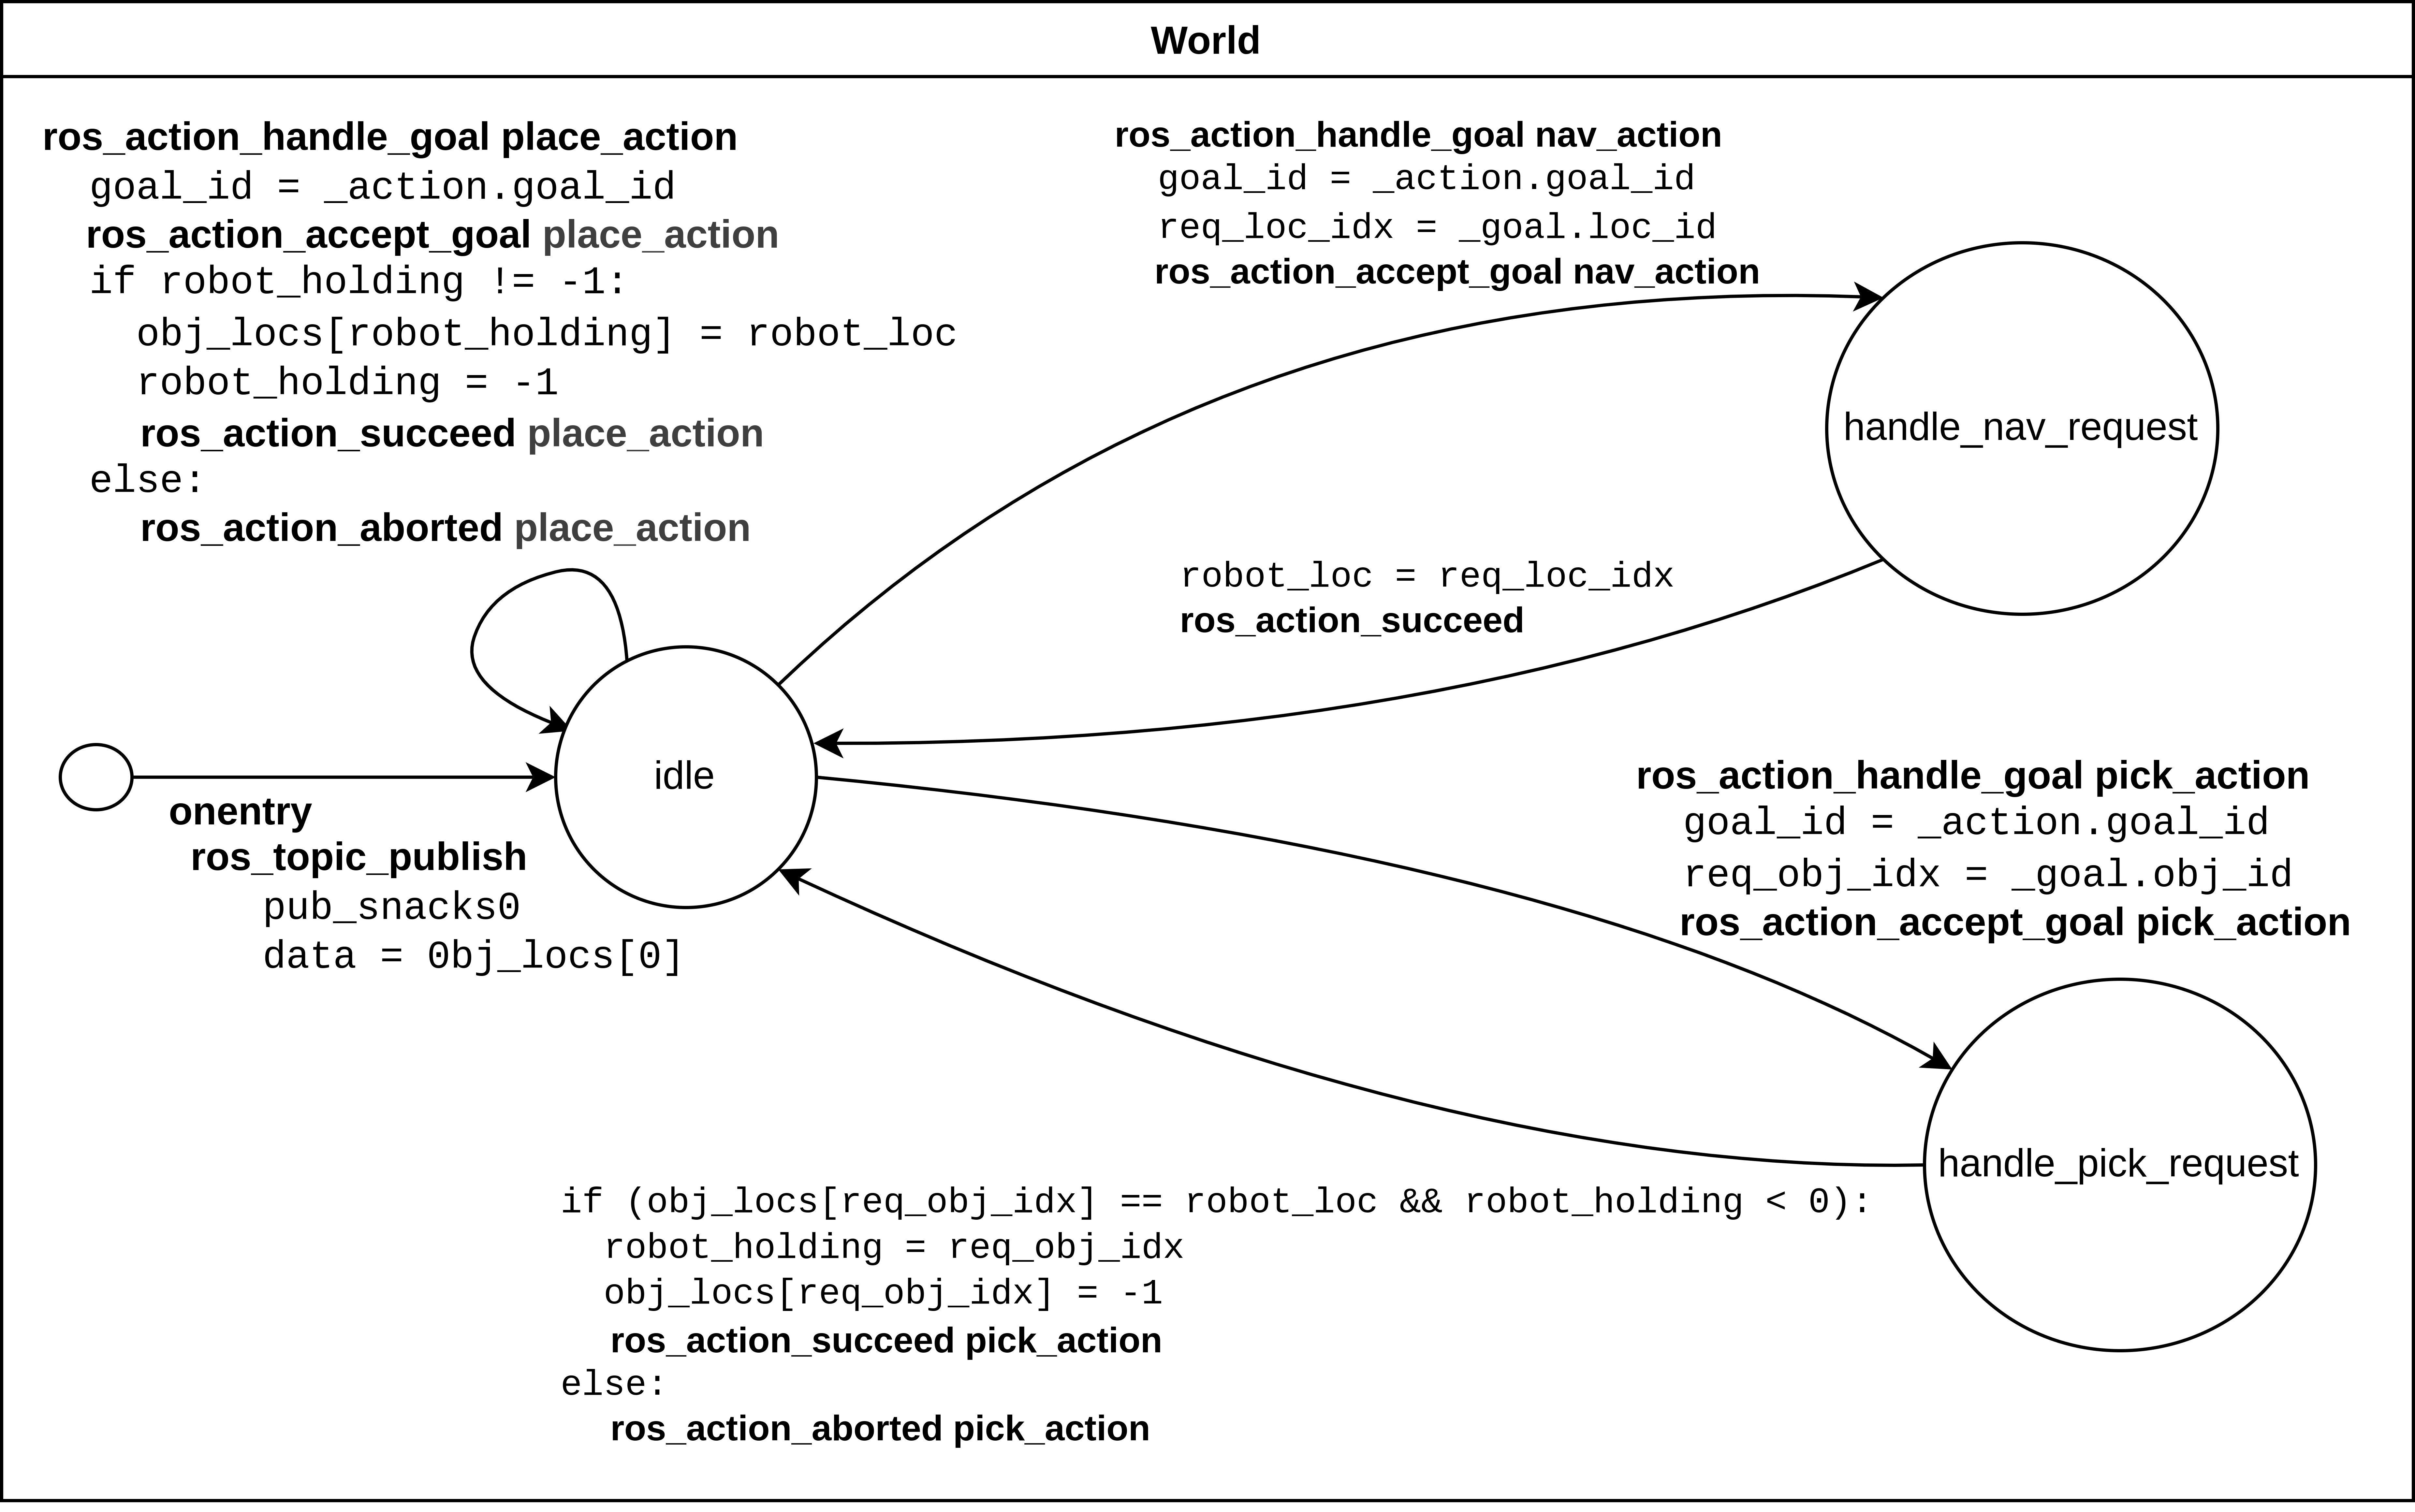 World
ros_action_handle_goal place_action
goal_id = _action.goal_id
ros_action_accept_goal place_action
if robot_holding != -1:
obj_locs[robot_holding] = robot_loc
robot_holding = -1
ros_action_succeed place_action
else:
ros_action_aborted place_action
ros_action_handle_goal nav_action
goal_id = _action.goal_id
req_loc_idx = _goal.loc_id
ros_action_accept_goal nav_action
handle_nav_request
robot_loc = req_loc_idx
ros_action_succeed
idle
onentry
ros_topic_publish
pub_snacks0
data = 0bj_locs[0]
ros_action_handle_goal pick_action
goal_id = _action.goal_id
req_obj_idx = _goal.obj_id
ros_action_accept_goal pick_action
handle_pick_request
if (obj_locs[req_obj_idx] == robot_loc && robot_holding < 0):
robot_holding = req_obj_idx
obj_locs[req_obj_idx] = -1
ros_action_succeed pick_action
else:
ros_action_aborted pick_action